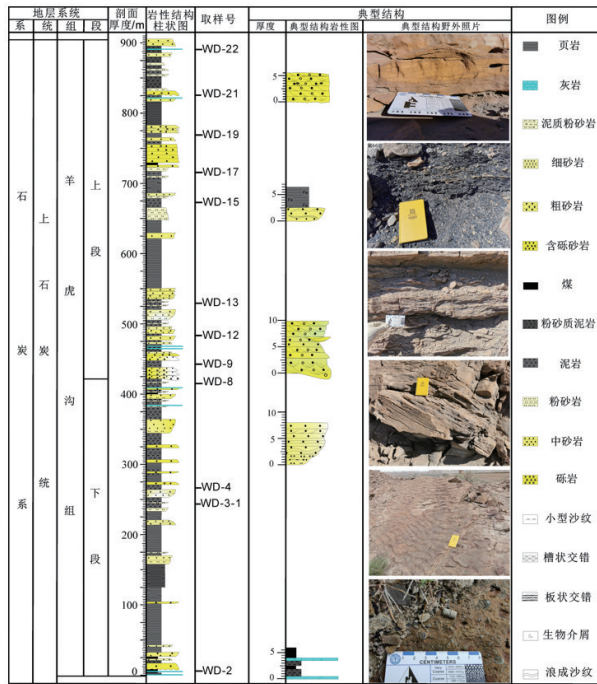 地层系统 剖面 岩性结构 取样号 典型结构 图例
系 统 组 段 厚度/m 柱状图 厚度 典型结构岩性图 典型结构野外照片
900
WD-22
页岩
灰岩
5
0
WD-21
800
泥质粉砂岩
WD-19
细砂岩
WD-17
700
粗砂岩
WD-15
5
0
600
含砾砂岩
煤
WD-13
500
WD-12
10
5
0
粉砂质泥岩
WD-9
WD-8
400
泥岩
粉砂岩
10
5
0
300
中砂岩
WD-4
WD-3-1
砾岩
200
小型沙纹
槽状交错
100
板状交错
生物介屑
5
0
WD-2
0
浪成沙纹
石炭系
上石炭统
羊虎沟组
上段
下段
CENTIMETERS